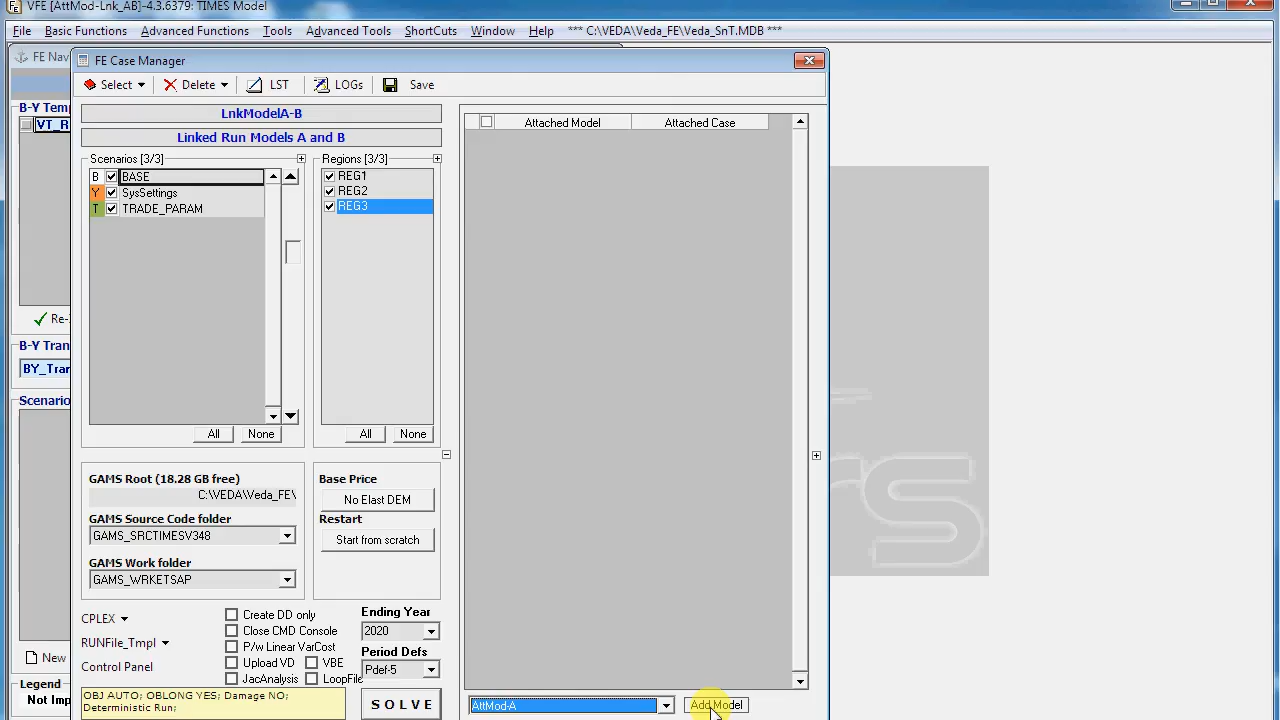 VFE [AttMod-Lnk_AB]-4.3.6379: TIMES Model
File Basic Functions Advanced Functions Tools Advanced Tools ShortCuts Window Help *** C:\VEDA\Veda_FE\Veda_SnT.MDB ***
FE Nav
FE Case Manager
Select Delete LST LOGs Save
B-Y Temp
VT_R
LnkModelA-B
Linked Run Models A and B
Scenarios [3/3]
B BASE
Y SysSettings
T TRADE_PARAM
All None
Regions [3/3]
REG1
REG2
REG3
All None
Attached Model Attached Case
Re-
B-Y Tran
BY_Trar
Scenario
New
Legend
Not Imp
GAMS Root (18.28 GB free)
C:\VEDA\Veda_FE\
GAMS Source Code folder
GAMS_SRCTIMESV348
GAMS Work folder
GAMS_WRKETSAP
Base Price
No Elast DEM
Restart
Start from scratch
CPLEX
RUNFile_Tmpl
Control Panel
Create DD only
Close CMD Console
P/w Linear VarCost
Upload VD VBE
JacAnalysis LoopFile
Ending Year
2020
Period Defs
Pdef-5
OBJ AUTO; OBLONG YES; Damage NO;
Deterministic Run;
SOLVE
AttMod-A Add Model